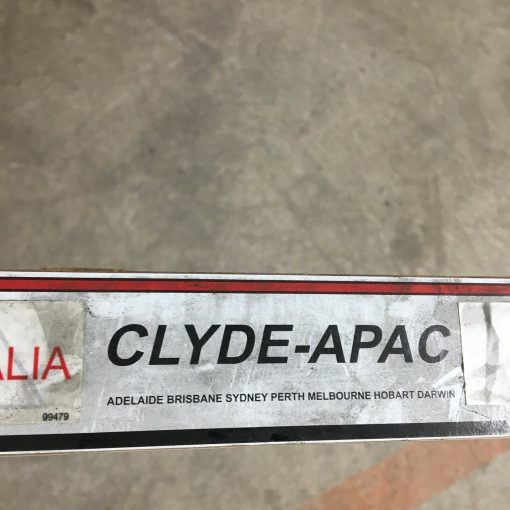 ALIA
CLYDE-APAC
ADELAIDE BRISBANE SYDNEY PERTH MELBOURNE HOBART DARWIN
99479